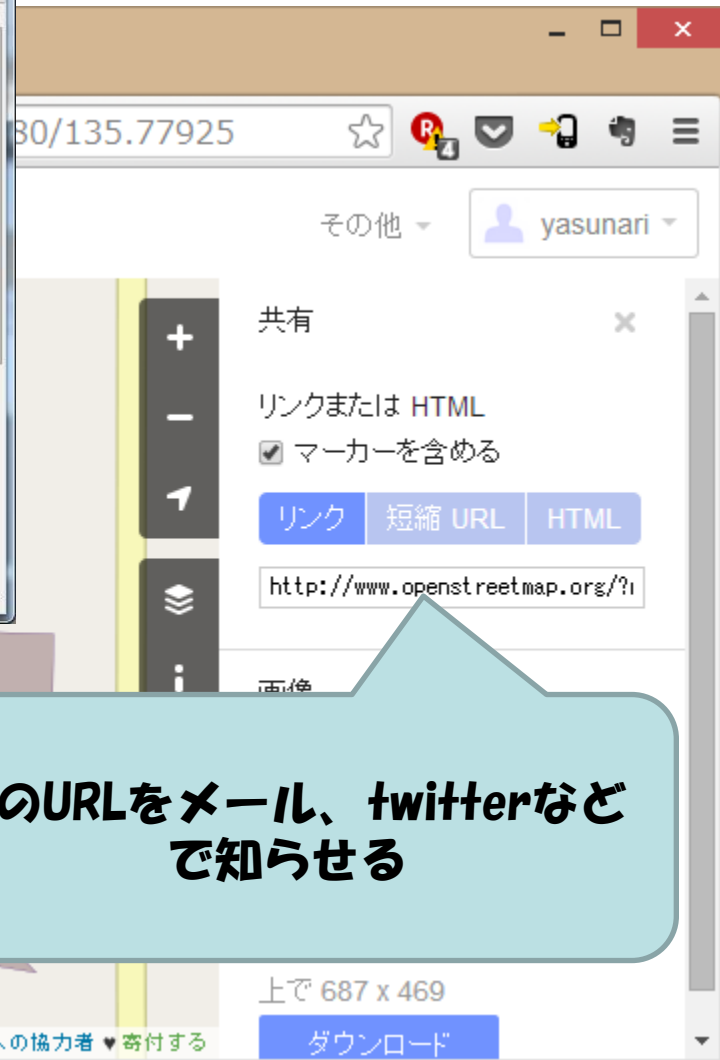 80/135.77925
4
その他
yasunari
共有
リンクまたは HTML
マーカーを含める
リンク
短縮 URL
HTML
http://www.openstreetmap.org/?
画像
のURLをメール、twitterなど
で知らせる
上で 687 x 469
ダウンロード
の協力者 ♥ 寄付する